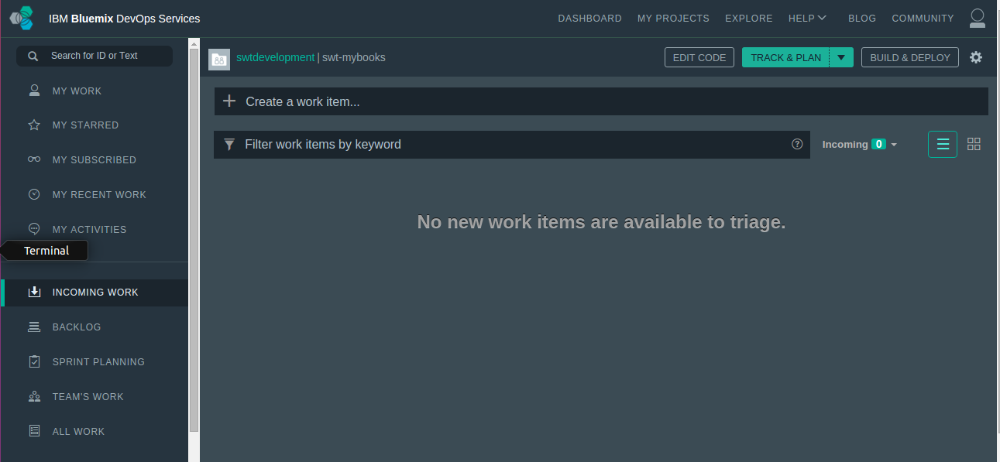 IBM Bluemix DevOps Services
DASHBOARD MY PROJECTS EXPLORE HELP BLOG COMMUNITY
Search for ID or Text
MY WORK
MY STARRED
MY SUBSCRIBED
MY RECENT WORK
MY ACTIVITIES
Terminal
INCOMING WORK
BACKLOG
SPRINT PLANNING
TEAM'S WORK
ALL WORK
swtdevelopment | swt-mybooks
EDIT CODE TRACK & PLAN BUILD & DEPLOY
Create a work item...
Filter work items by keyword
Incoming 0
No new work items are available to triage.